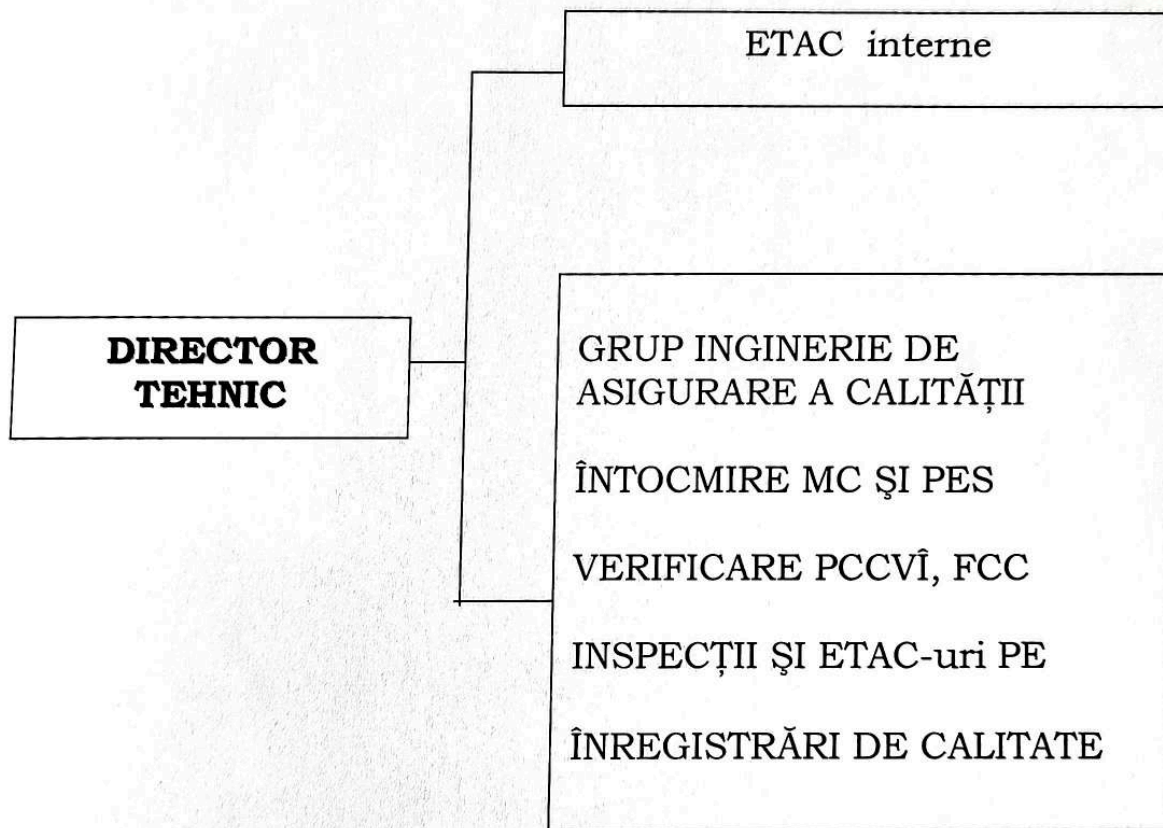 ETAC interne
DIRECTOR
TEHNIC
GRUP INGINERIE DE
ASIGURARE A CALITĂȚII
ÎNTOCMIRE MC ŞI PES
VERIFICARE PCCVÎ, FCC
INSPECȚII ŞI ETAC-uri PE
ÎNREGISTRĂRI DE CALITATE